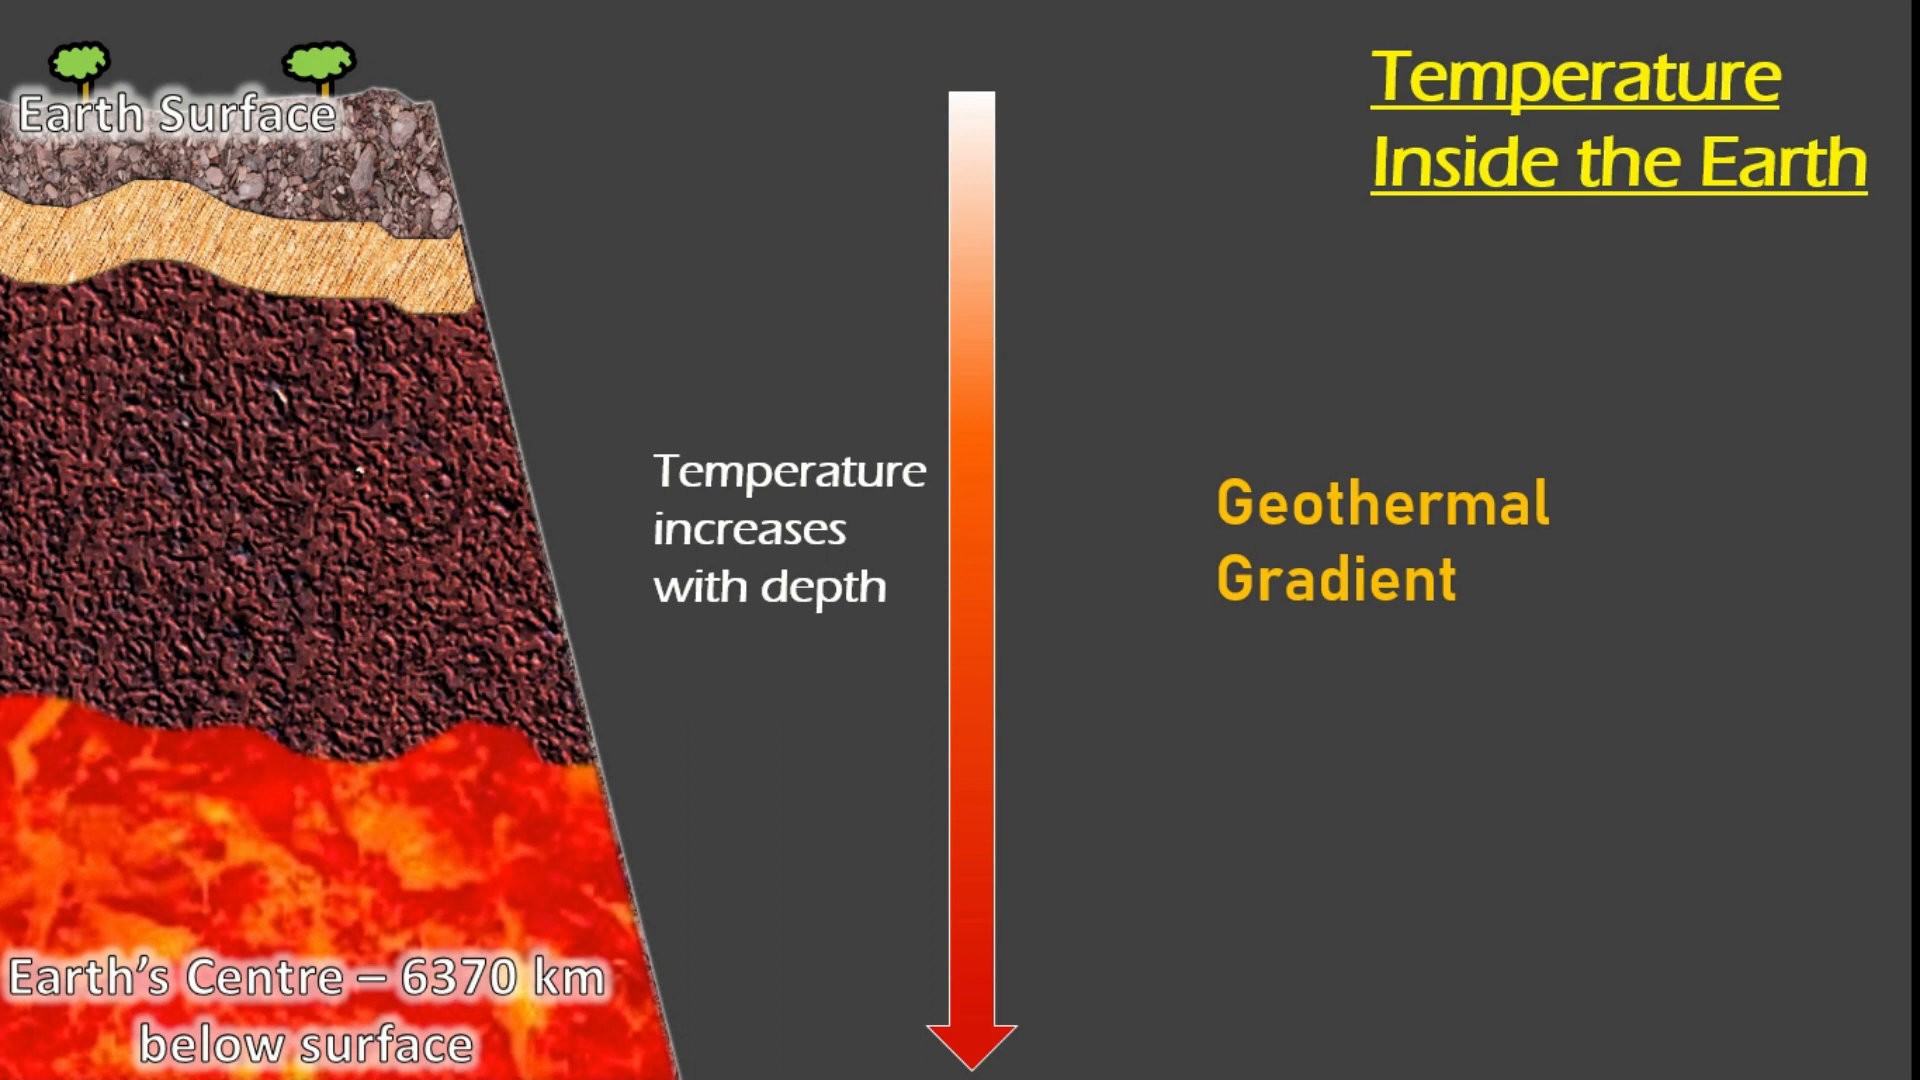 Temperature
Inside the Earth
Earth Surface
Temperature
increases
with depth
Geothermal
Gradient
Earth’s Centre – 6370 km
below surface